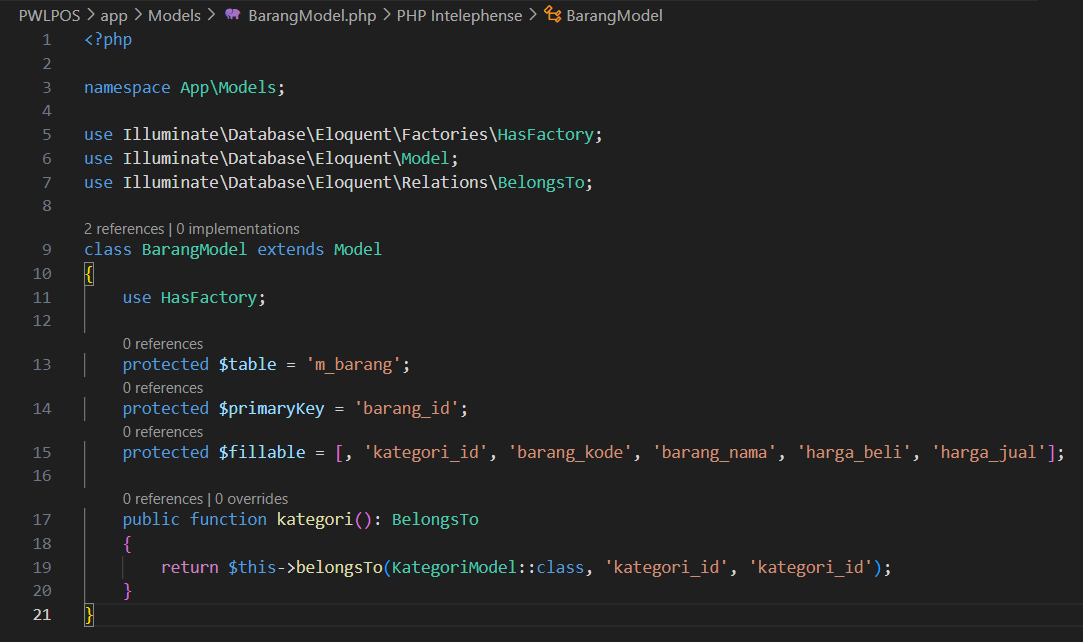 PWLPOS > app > Models > BarangModel.php > PHP Intelephense > BarangModel
1 <?php
2
3 namespace App\Models;
4
5 use Illuminate\Database\Eloquent\Factories\HasFactory;
6 use Illuminate\Database\Eloquent\Model;
7 use Illuminate\Database\Eloquent\Relations\BelongsTo;
8
2 references | 0 implementations
9 class BarangModel extends Model
10 {
11     use HasFactory;
12
0 references
13     protected $table = 'm_barang';
0 references
14     protected $primaryKey = 'barang_id';
0 references
15     protected $fillable = [, 'kategori_id', 'barang_kode', 'barang_nama', 'harga_beli', 'harga_jual'];
16
0 references | 0 overrides
17     public function kategori(): BelongsTo
18     {
19         return $this->belongsTo(KategoriModel::class, 'kategori_id', 'kategori_id');
20     }
21 }